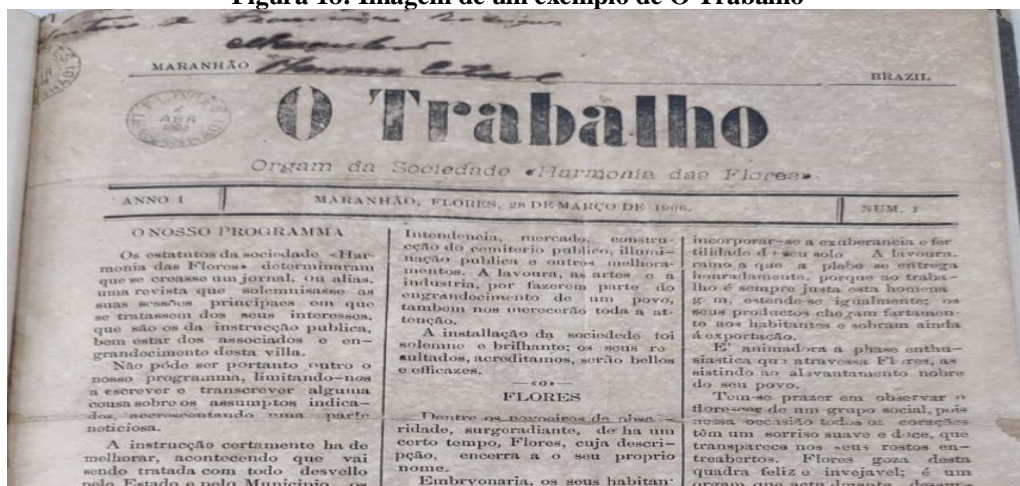 Figura 18: Imagem de um exemplo de O Trabalho
MARANHÃO
BRAZIL
O Trabalho
Orgam da Sociedade «Harmonia das Flores»
ANNO I
MARANHÃO, FLORES, 28 DE MARÇO DE 1906.
NUM. 1
O NOSSO PROGRAMMA
Os estatutos da sociedade «Har-
monia das Flores» determinaram
que se creasse um jornal, ou alias,
uma revista que solemnisasse as
suas sessões principaes em que
se tratassem dos seus interesses,
que são os da instrucção publica,
bem estar dos associados e en-
grandecimento desta villa.
Não póde ser portanto outro o
nosso programma, limitando-nos
a escrever e transcrever alguma
cousa sobre os assumptos indica-
dos, accrescentando uma parte
noticiosa.
A instrucção certamente ha de
melhorar, acontecendo que vai
sendo tratada com todo desvello
pelo Estado e pelo Municipio, os
Intendencia, mercado, constru-
cção do cemiterio publico, illumi-
nação publica e outros melhora-
mentos. A lavoura, as artes e a
industria, por fazerem parte do
engrandecimento de um povo,
tambem nos merecerão toda a at-
tenção.
A installação da sociedade foi
solemne e brilhante; os seus re-
sultados, acreditamos, serão bellos
e efficazes.
FLORES
Dentre os nevoeiros da
ridade, surgeradiante, de ha um
certo tempo, Flores, cuja descri-
pção, encerra a o seu proprio
nome.
Embryonaria, os seus habitan-
incorporar-se a exuberancia e fer
tilidade d seu solo A lavoura,
ramo a que a plebe se entrega
honradamente, porque ao traba
lho é sempre justa esta homena
g m, estende-se igualmente; os
seus productos chegam fartamen-
to aos habitantes e sobram ainda
á exportação.
E' animadora a phase enthu-
siastica que atravessa Fl res, as
sistindo ao alevantamento nobre
do seu povo.
Tem-se prazer em observar o
florescer de um grupo social, pois
nessa occasião todos os corações
têm um sorriso suave e doce, que
transparece nos seus rostos en-
treabertos. Flores goza desta
quadra feliz e invejavel; é um
orgam que